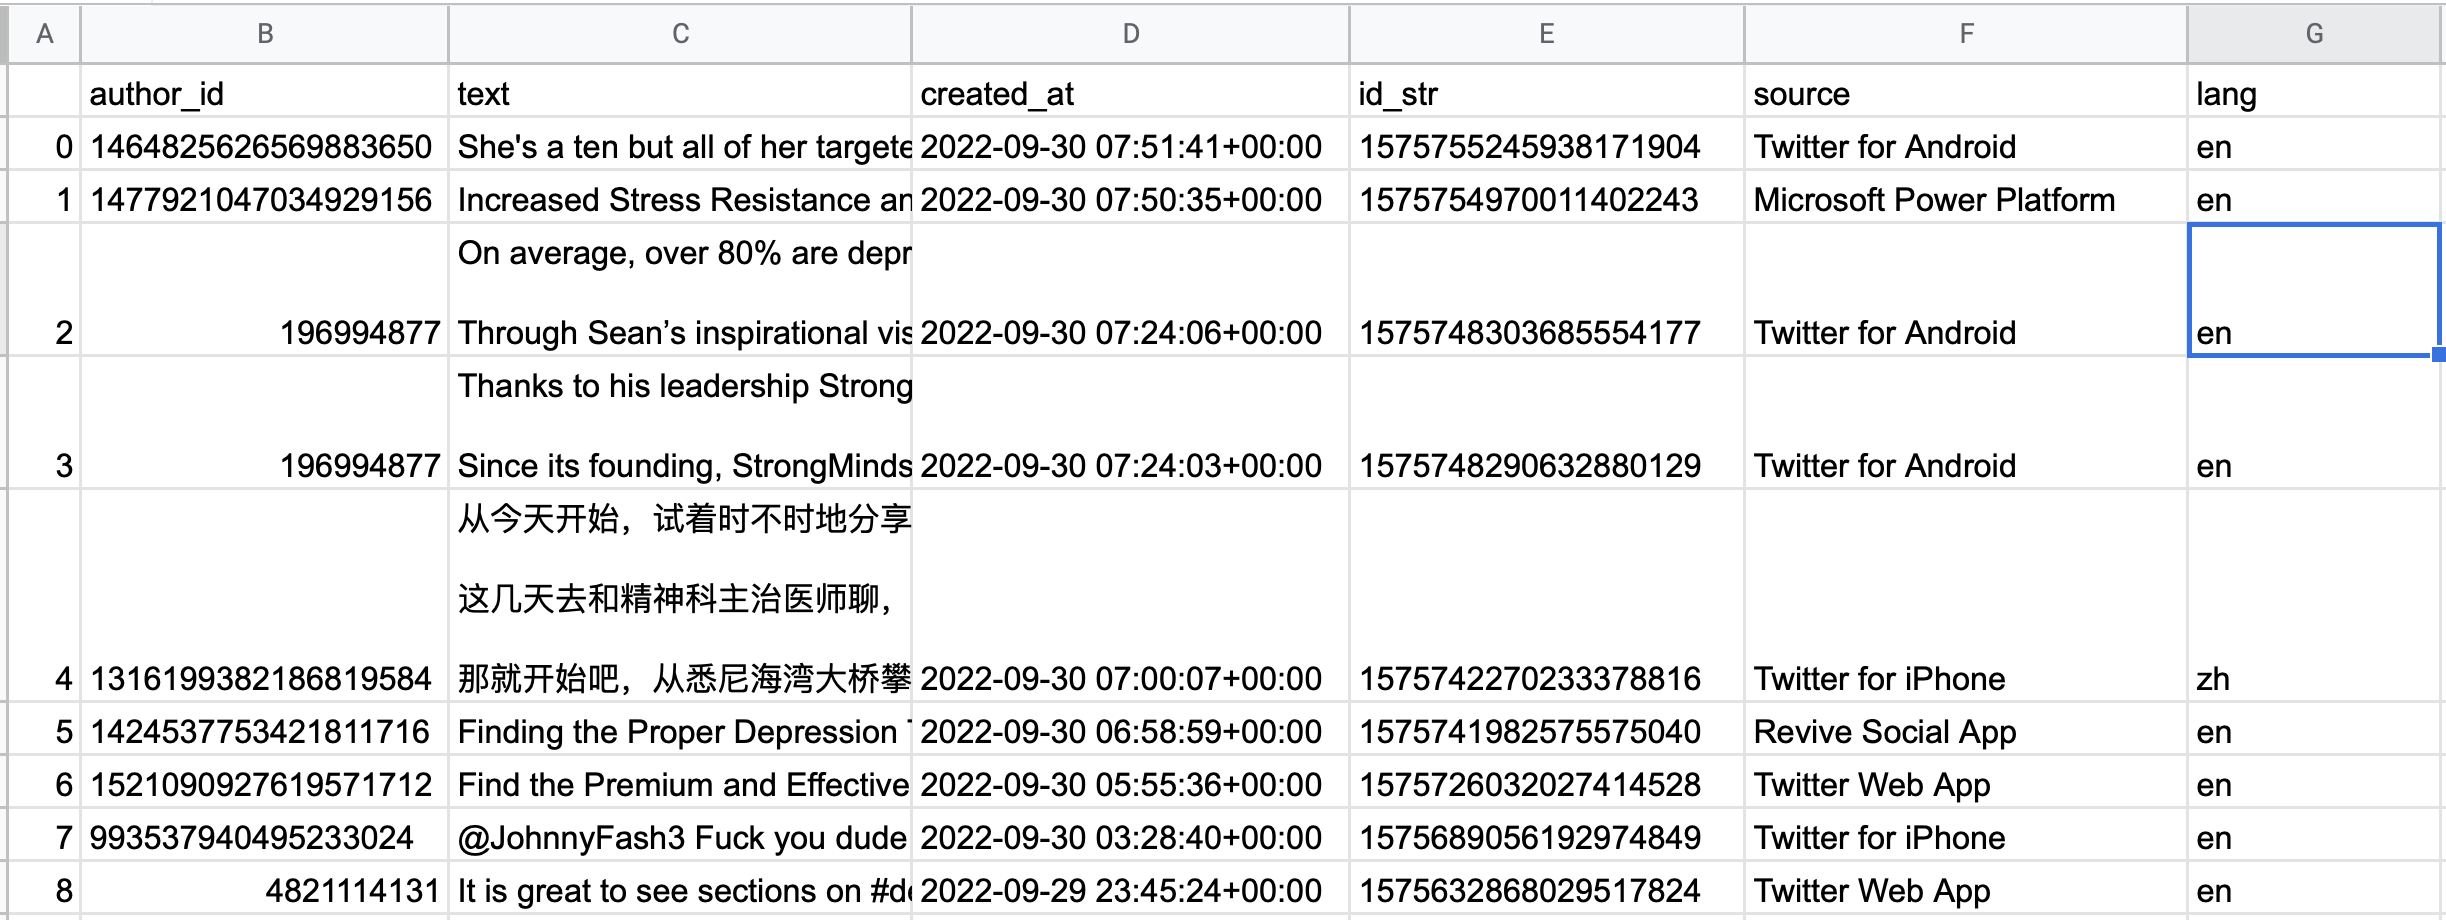 A B C D E F G
author_id text created_at id_str source lang
0 1464825626569883650 She's a ten but all of her targete 2022-09-30 07:51:41+00:00 1575755245938171904 Twitter for Android en
1 1477921047034929156 Increased Stress Resistance an 2022-09-30 07:50:35+00:00 1575754970011402243 Microsoft Power Platform en
On average, over 80% are depr
2 196994877 Through Sean’s inspirational vis 2022-09-30 07:24:06+00:00 1575748303685554177 Twitter for Android en
Thanks to his leadership Strong
3 196994877 Since its founding, StrongMinds 2022-09-30 07:24:03+00:00 1575748290632880129 Twitter for Android en
从今天开始，试着时不时地分享
这几天去和精神科主治医师聊，
4 1316199382186819584 那就开始吧，从悉尼海湾大桥攀 2022-09-30 07:00:07+00:00 1575742270233378816 Twitter for iPhone zh
5 1424537753421811716 Finding the Proper Depression 2022-09-30 06:58:59+00:00 1575741982575575040 Revive Social App en
6 1521090927619571712 Find the Premium and Effective 2022-09-30 05:55:36+00:00 1575726032027414528 Twitter Web App en
7 993537940495233024 @JohnnyFash3 Fuck you dude 2022-09-30 03:28:40+00:00 1575689056192974849 Twitter for iPhone en
8 4821114131 It is great to see sections on #de 2022-09-29 23:45:24+00:00 1575632868029517824 Twitter Web App en